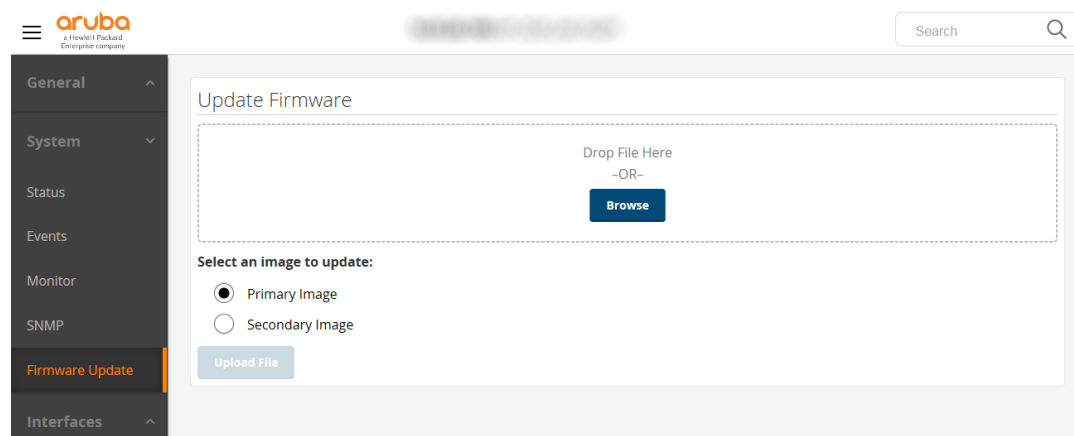 aruba
a Hewlett Packard
Enterprise company
Search
General
System
Status
Events
Monitor
SNMP
Firmware Update
Interfaces
Update Firmware
Drop File Here
–OR–
Browse
Select an image to update:
Primary Image
Secondary Image
Upload File